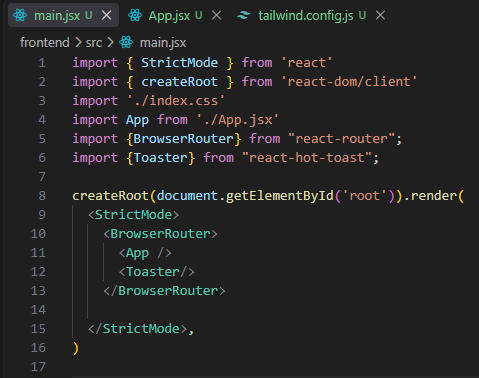 main.jsx U X App.jsx U tailwind.config.js U X
frontend > src > main.jsx
1 import { StrictMode } from 'react'
2 import { createRoot } from 'react-dom/client'
3 import './index.css'
4 import App from './App.jsx'
5 import {BrowserRouter} from "react-router";
6 import {Toaster} from "react-hot-toast";
7
8 createRoot(document.getElementById('root')).render(
9   <StrictMode>
10     <BrowserRouter>
11       <App />
12       <Toaster/>
13     </BrowserRouter>
14
15   </StrictMode>,
16 )
17